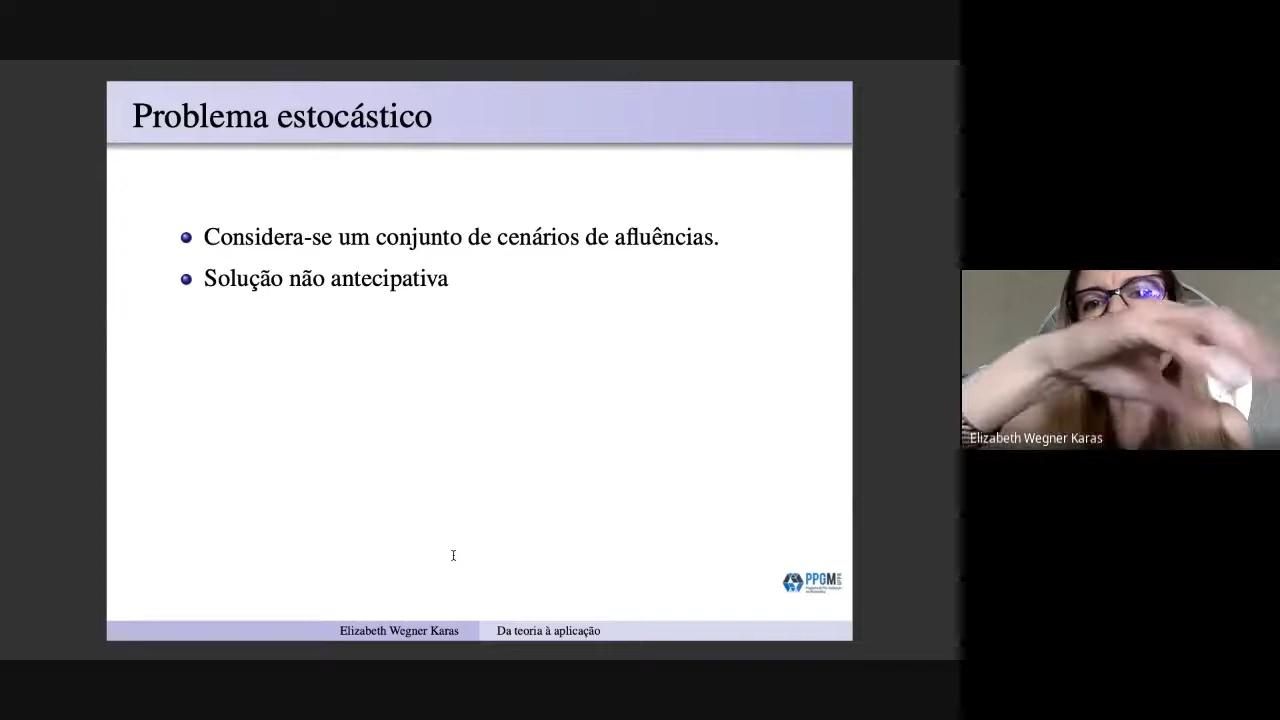 Problema estocástico
Considera-se um conjunto de cenários de afluências.
Solução não antecipativa
Elizabeth Wegner Karas
PPGM
UFPR
Elizabeth Wegner Karas
Da teoria à aplicação